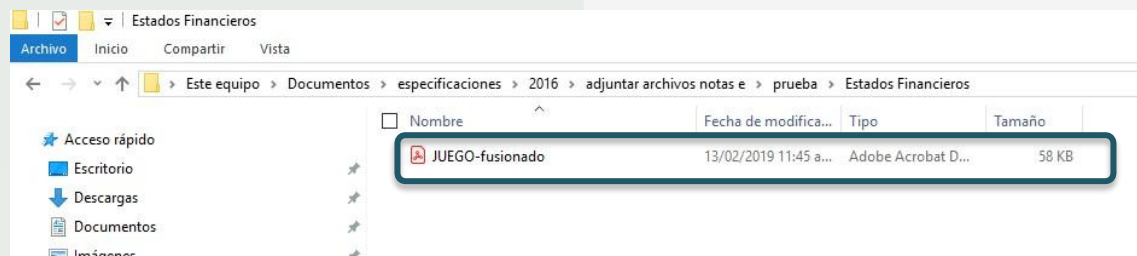 Estados Financieros
Archivo Inicio Compartir Vista
Este equipo > Documentos > especificaciones > 2016 > adjuntar archivos notas e > prueba > Estados Financieros
Nombre Fecha de modifica... Tipo Tamaño
Acceso rápido
JUEGO-fusionado 13/02/2019 11:45 a... Adobe Acrobat D... 58 KB
Escritorio
Descargas
Documentos
Imágenes